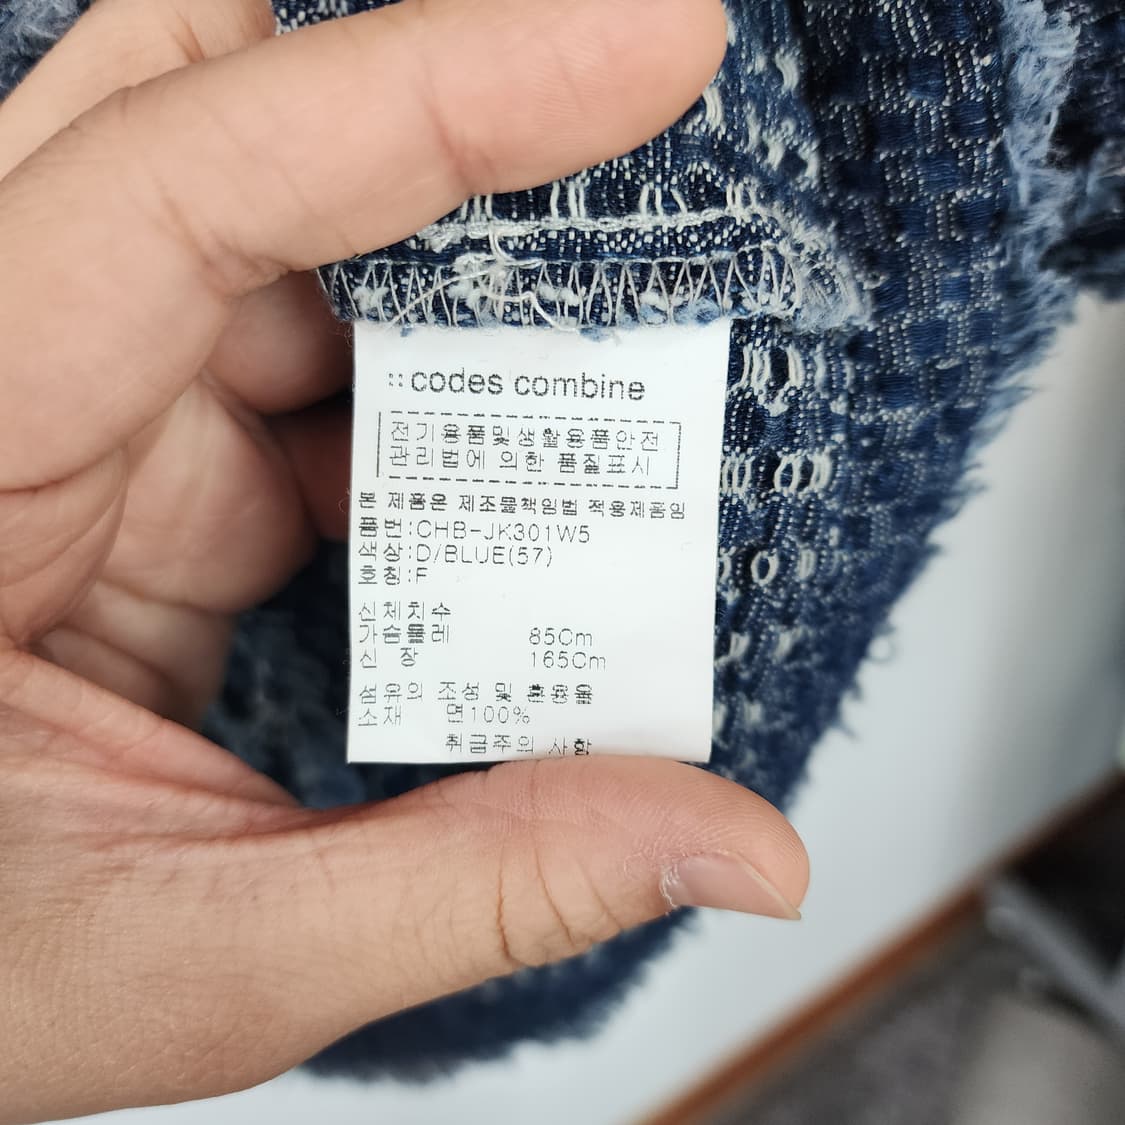 codes combine
전기용품및생활용품안전
관리법에 의한 품질표시
본 제품은 제조물책임법 적용제품임
품번:CHB-JK301W5
색상:D/BLUE(57)
호칭:F
신체치수
가슴둘레 85Cm
신 장 165Cm
섬유의 조성 및 혼용율
소재 면100%
취급주의 사항